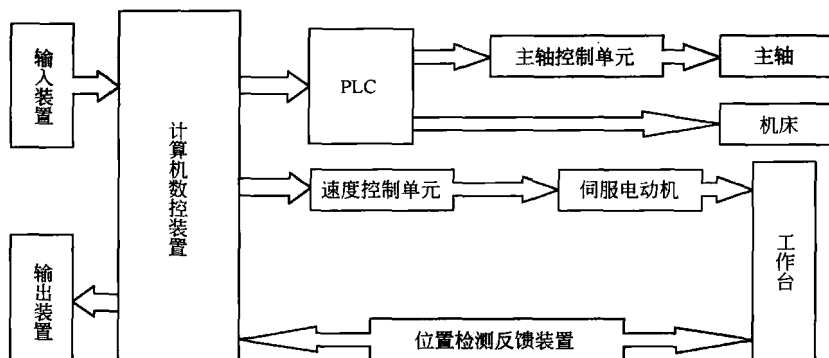 输入装置
计算机数控装置
PLC
主轴控制单元
主轴
机床
速度控制单元
伺服电动机
工作台
输出装置
位置检测反馈装置